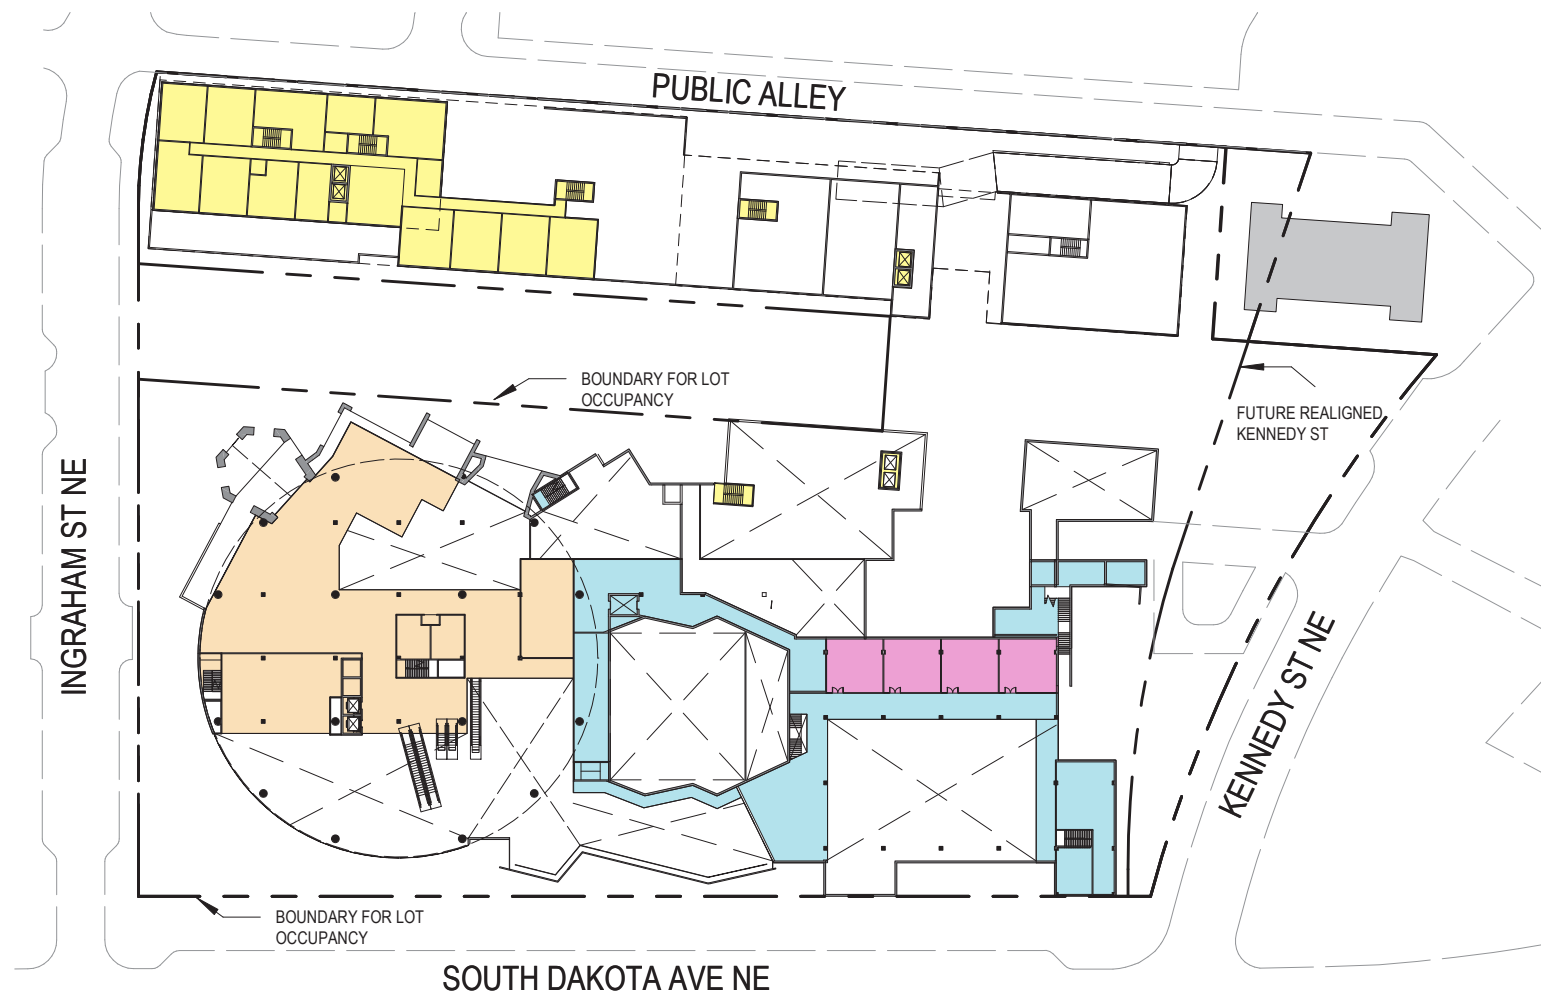 PUBLIC ALLEY
BOUNDARY FOR LOT
OCCUPANCY
FUTURE REALIGNED
KENNEDY ST
INGRAHAM ST NE
KENNEDY ST NE
BOUNDARY FOR LOT
OCCUPANCY
SOUTH DAKOTA AVE NE